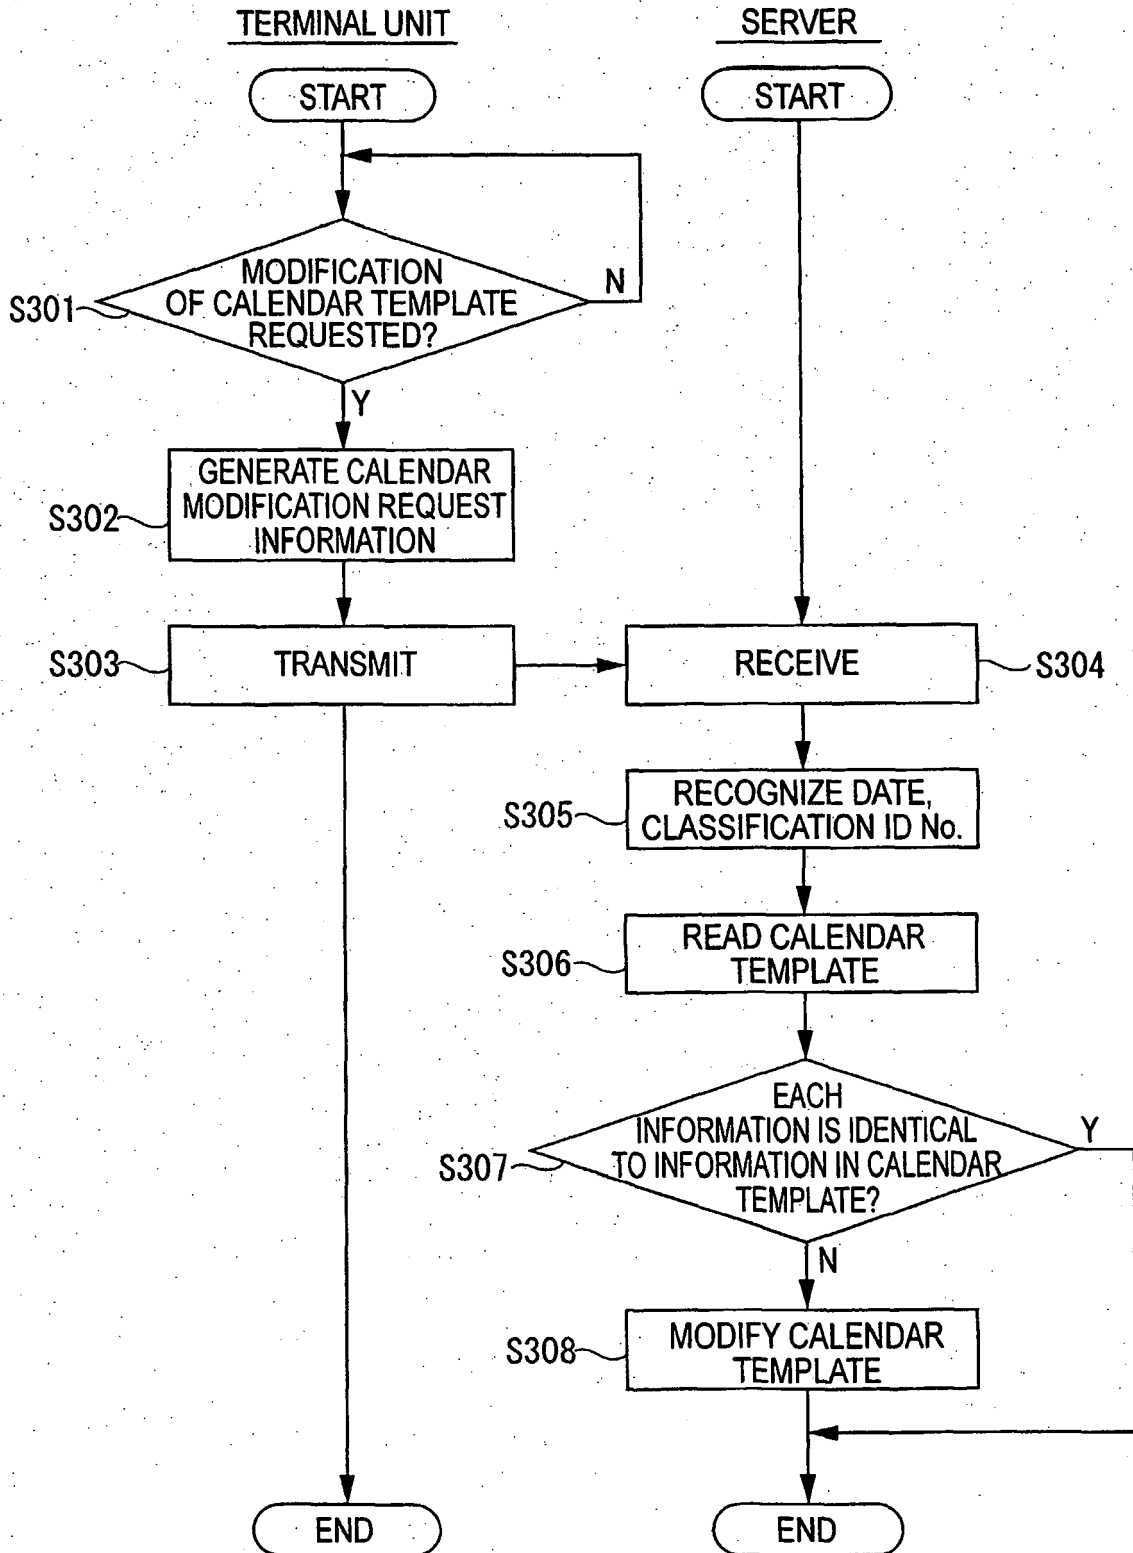 TERMINAL UNIT
SERVER
START
START
MODIFICATION
OF CALENDAR TEMPLATE
REQUESTED?
N
S301
Y
GENERATE CALENDAR
MODIFICATION REQUEST
INFORMATION
S302
TRANSMIT
S303
RECEIVE
S304
RECOGNIZE DATE,
CLASSIFICATION ID No.
S305
READ CALENDAR
TEMPLATE
S306
EACH
INFORMATION IS IDENTICAL
TO INFORMATION IN CALENDAR
TEMPLATE?
Y
S307
N
MODIFY CALENDAR
TEMPLATE
S308
END
END